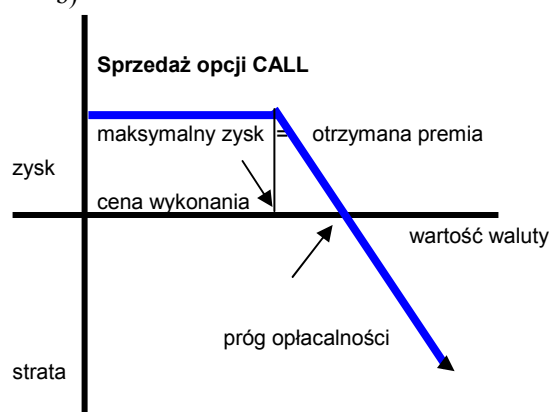 Sprzedaż opcji CALL
maksymalny zysk = otrzymana premia
zysk
cena wykonania
wartość waluty
próg opłacalności
strata